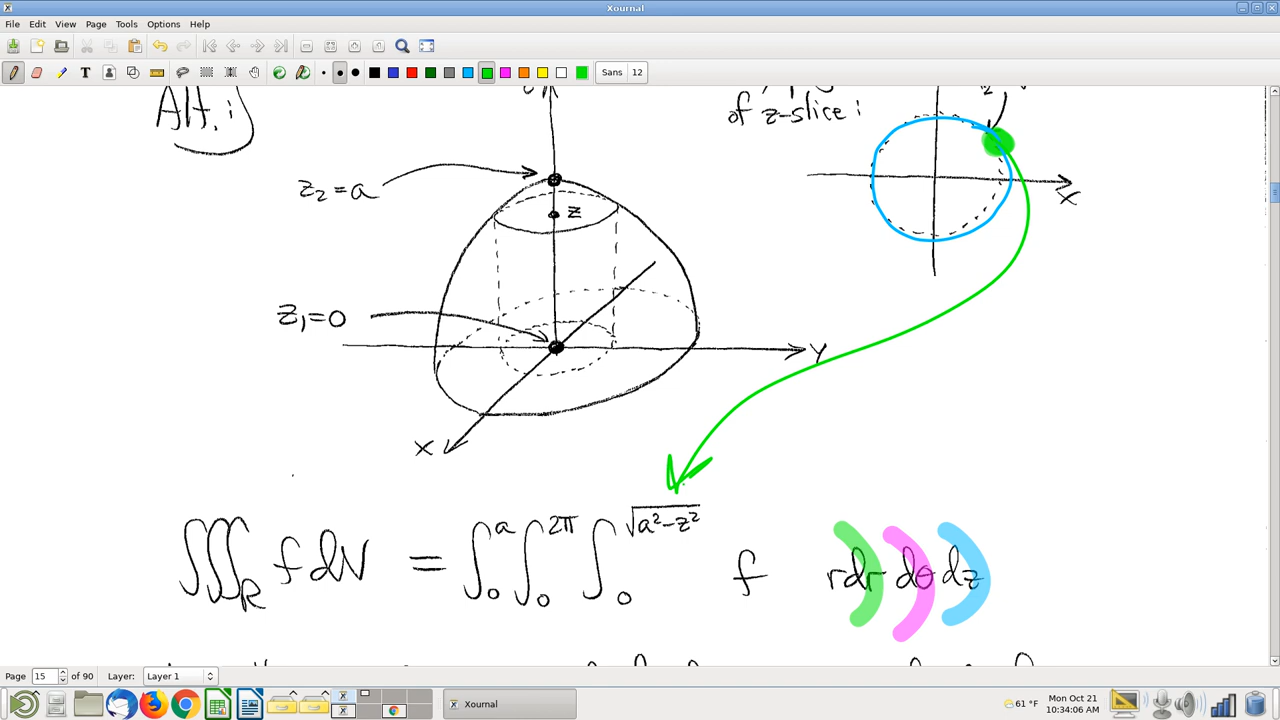 Xournal
File Edit View Page Tools Options Help
Sans 12
Alt. i)
of z-slice:
z₂ = a
z
z₁ = 0
x
y
x
∭_R f dV = ∫₀^a ∫₀^2π ∫₀^√(a²−z²) f r dr dθ dz
Page 15 of 90 Layer: Layer 1
Xournal
61 °F
Mon Oct 21
10:34:06 AM